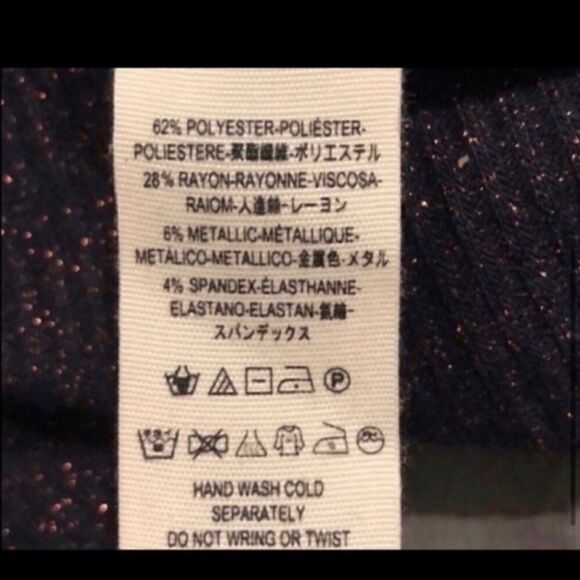 62% POLYESTER-POLIÉSTER-
POLIESTERE-聚酯纖維-ポリエステル
28% RAYON-RAYONNE-VISCOSA-
RAIOM-人造絲-レーヨン
6% METALLIC-MÉTALLIQUE-
METÁLICO-METALLICO-金属色-メタル
4% SPANDEX-ÉLASTHANNE-
ELASTANO-ELASTAN-氨綸-
スパンデックス
P
HAND WASH COLD
SEPARATELY
DO NOT WRING OR TWIST